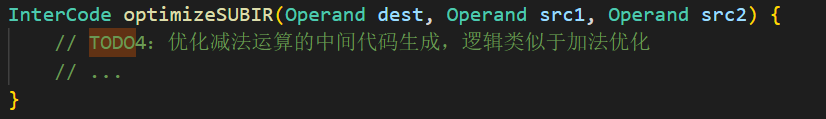 InterCode optimizeSUBIR(Operand dest, Operand src1, Operand src2) {
// TODO4：优化减法运算的中间代码生成，逻辑类似于加法优化
// ...
}